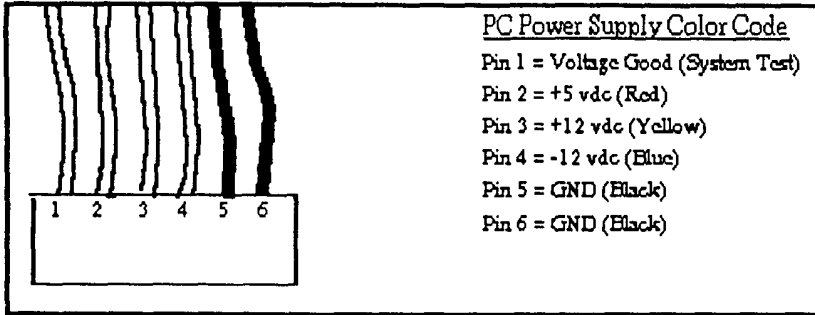 PC Power Supply Color Code
Pin 1 = Voltage Good (System Test)
Pin 2 = +5 vdc (Red)
Pin 3 = +12 vdc (Yellow)
Pin 4 = -12 vdc (Blue)
Pin 5 = GND (Black)
Pin 6 = GND (Black)
1 2 3 4 5 6